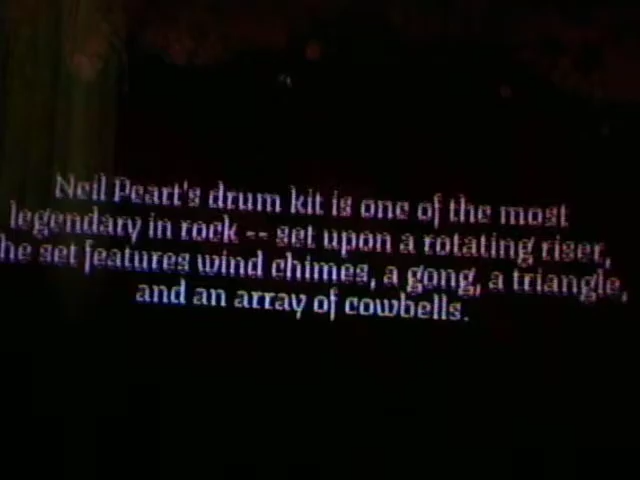 Neil Peart's drum kit is one of the most
legendary in rock -- set upon a rotating riser,
he set features wind chimes, a gong, a triangle,
and an array of cowbells.